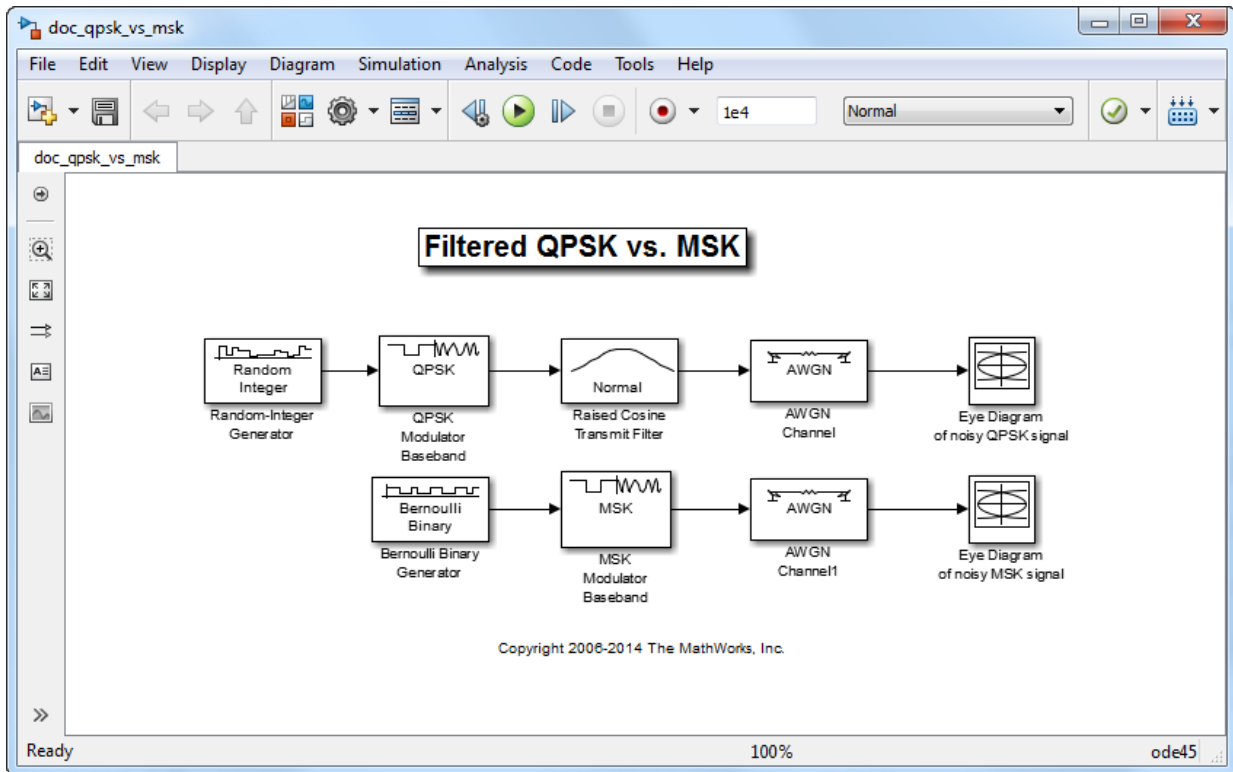 doc_qpsk_vs_msk
File Edit View Display Diagram Simulation Analysis Code Tools Help
1e4 Normal
doc_qpsk_vs_msk
Filtered QPSK vs. MSK
Random
Integer
Random-Integer
Generator
QPSK
QPSK
Modulator
Baseband
Normal
Raised Cosine
Transmit Filter
AWGN
AWGN
Channel
Eye Diagram
of noisy QPSK signal
Bernoulli
Binary
Bernoulli Binary
Generator
MSK
MSK
Modulator
Baseband
AWGN
AWGN
Channel1
Eye Diagram
of noisy MSK signal
Copyright 2006-2014 The MathWorks, Inc.
Ready 100% ode45